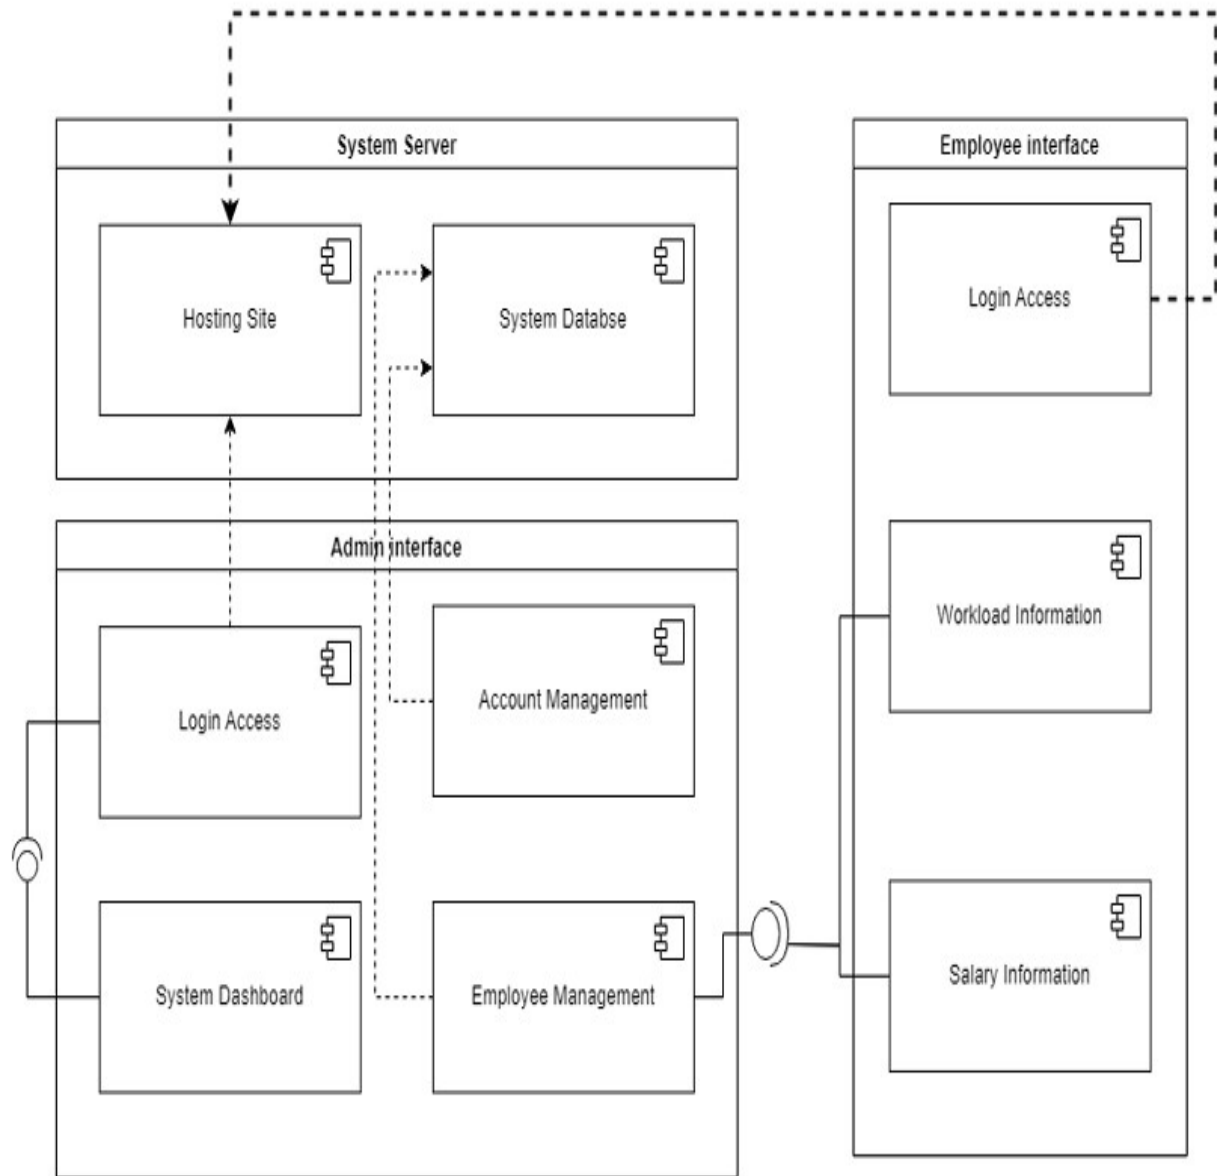 System Server
Hosting Site
System Databse
Employee interface
Login Access
Workload Information
Salary Information
Admin interface
Login Access
Account Management
System Dashboard
Employee Management